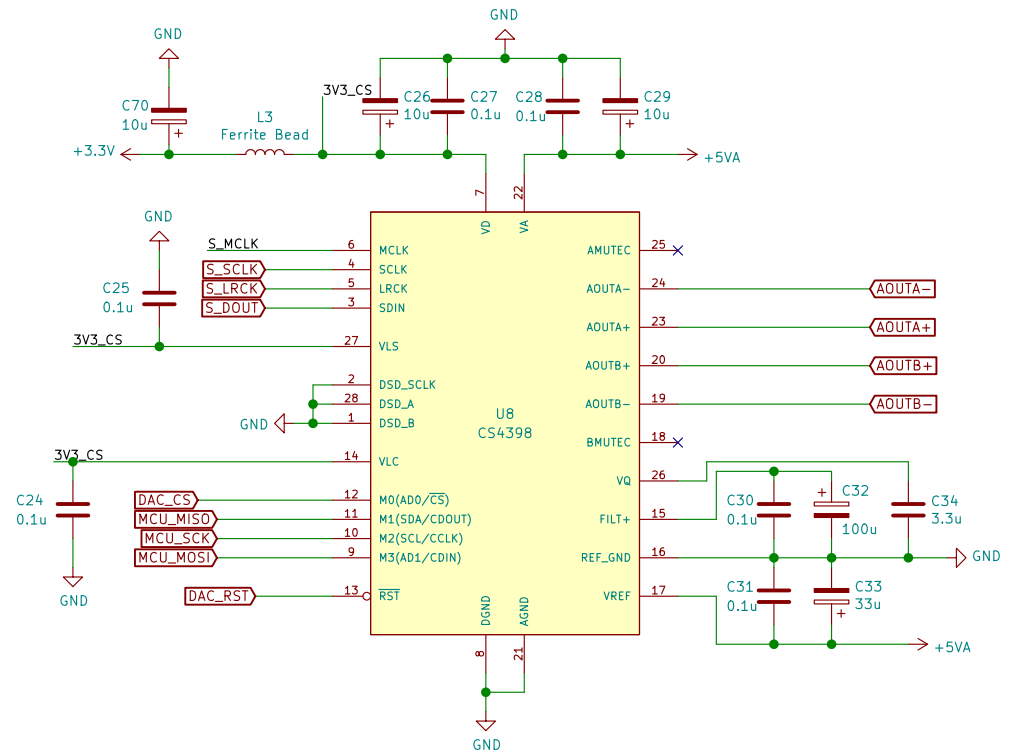 GND
GND
C70
10u
+
L3
Ferrite Bead
+3.3V
3V3_CS
C26
10u
+
C27
0.1u
C28
0.1u
C29
10u
+
+5VA
7
22
VD
VA
GND
C25
0.1u
S_MCLK
S_SCLK
S_LRCK
S_DOUT
3V3_CS
6
4
5
3
27
MCLK
SCLK
LRCK
SDIN
VLS
GND
2
28
1
DSD_SCLK
DSD_A
DSD_B
3V3_CS
14
VLC
C24
0.1u
GND
DAC_CS
MCU_MISO
MCU_SCK
MCU_MOSI
12
11
10
9
M0(AD0/CS)
M1(SDA/CDOUT)
M2(SCL/CCLK)
M3(AD1/CDIN)
DAC_RST
13
RST
U8
CS4398
AMUTEC
25
AOUTA-
24
AOUTA-
AOUTA+
23
AOUTA+
AOUTB+
20
AOUTB+
AOUTB-
19
AOUTB-
BMUTEC
18
VQ
26
FILT+
15
REF_GND
16
VREF
17
C30
0.1u
+
C32
100u
C34
3.3u
GND
C31
0.1u
C33
33u
+
+5VA
DGND
AGND
8
21
GND